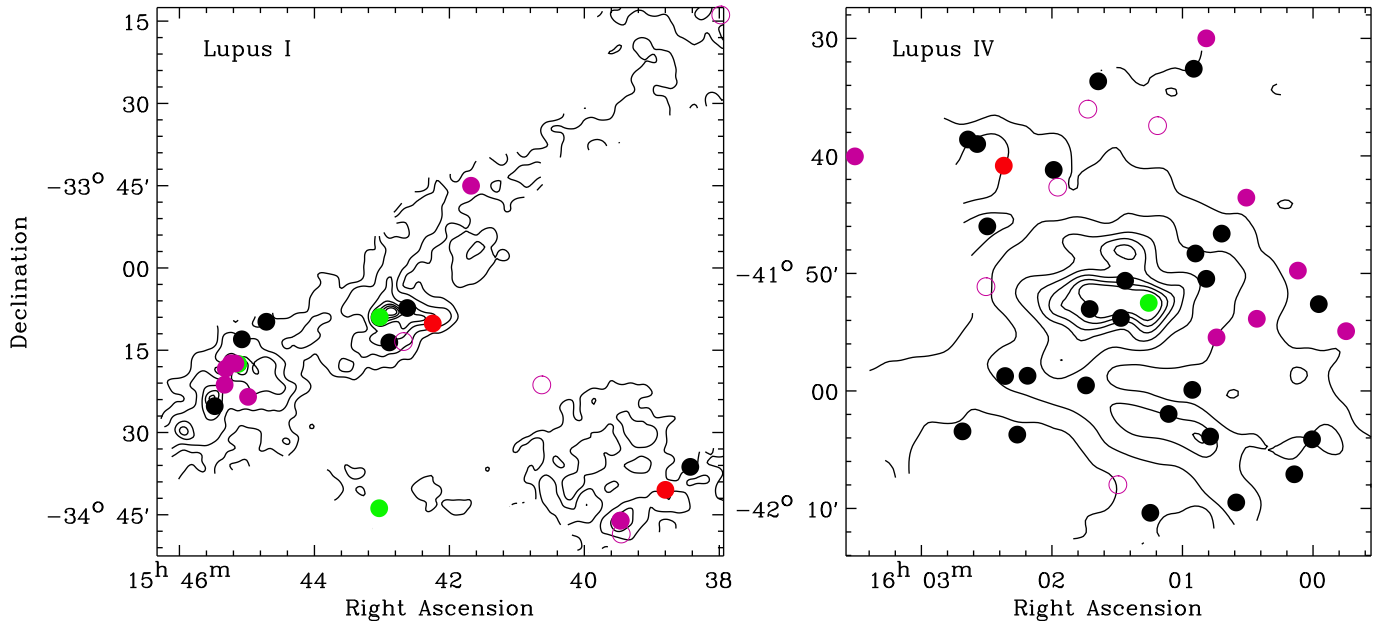 Lupus I
15
30
−33° 45′
00
15
30
−34° 45′
15h 46m
44
42
40
38
Right Ascension
Declination
Lupus IV
30
40
−41° 50′
00
−42° 10′
16h 03m
02
01
00
Right Ascension